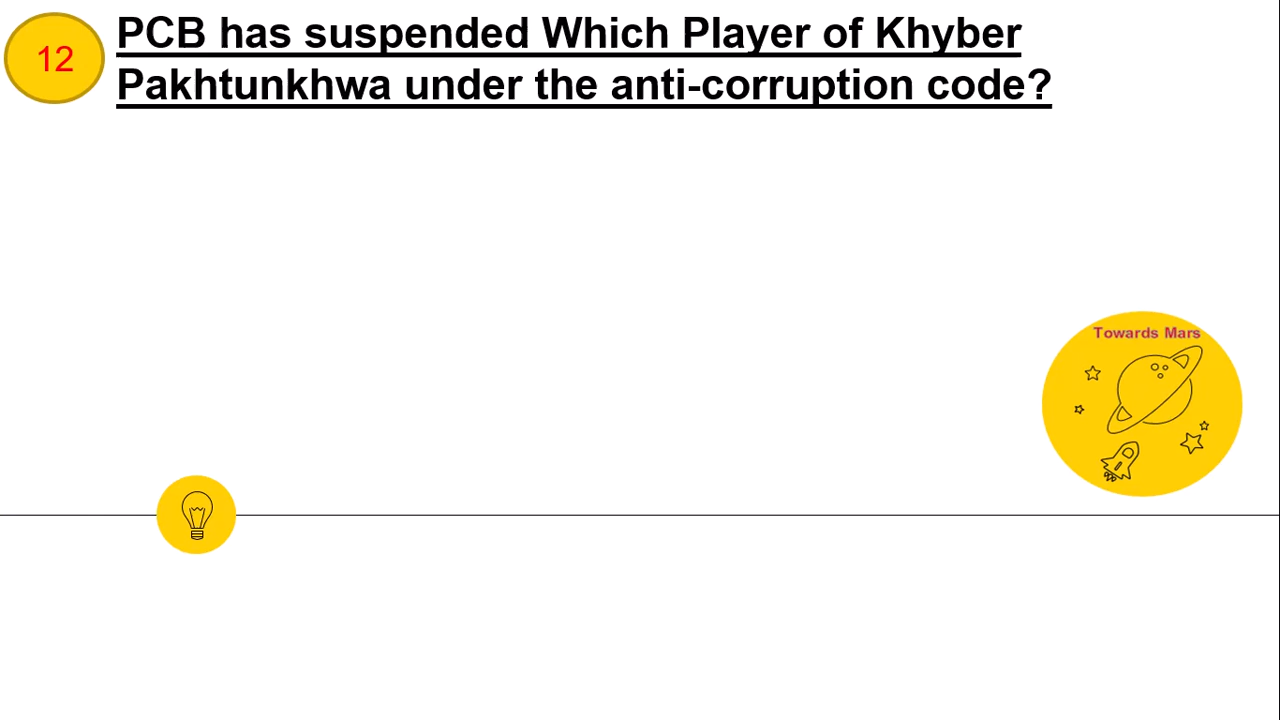 12
PCB has suspended Which Player of Khyber
Pakhtunkhwa under the anti-corruption code?
Towards Mars